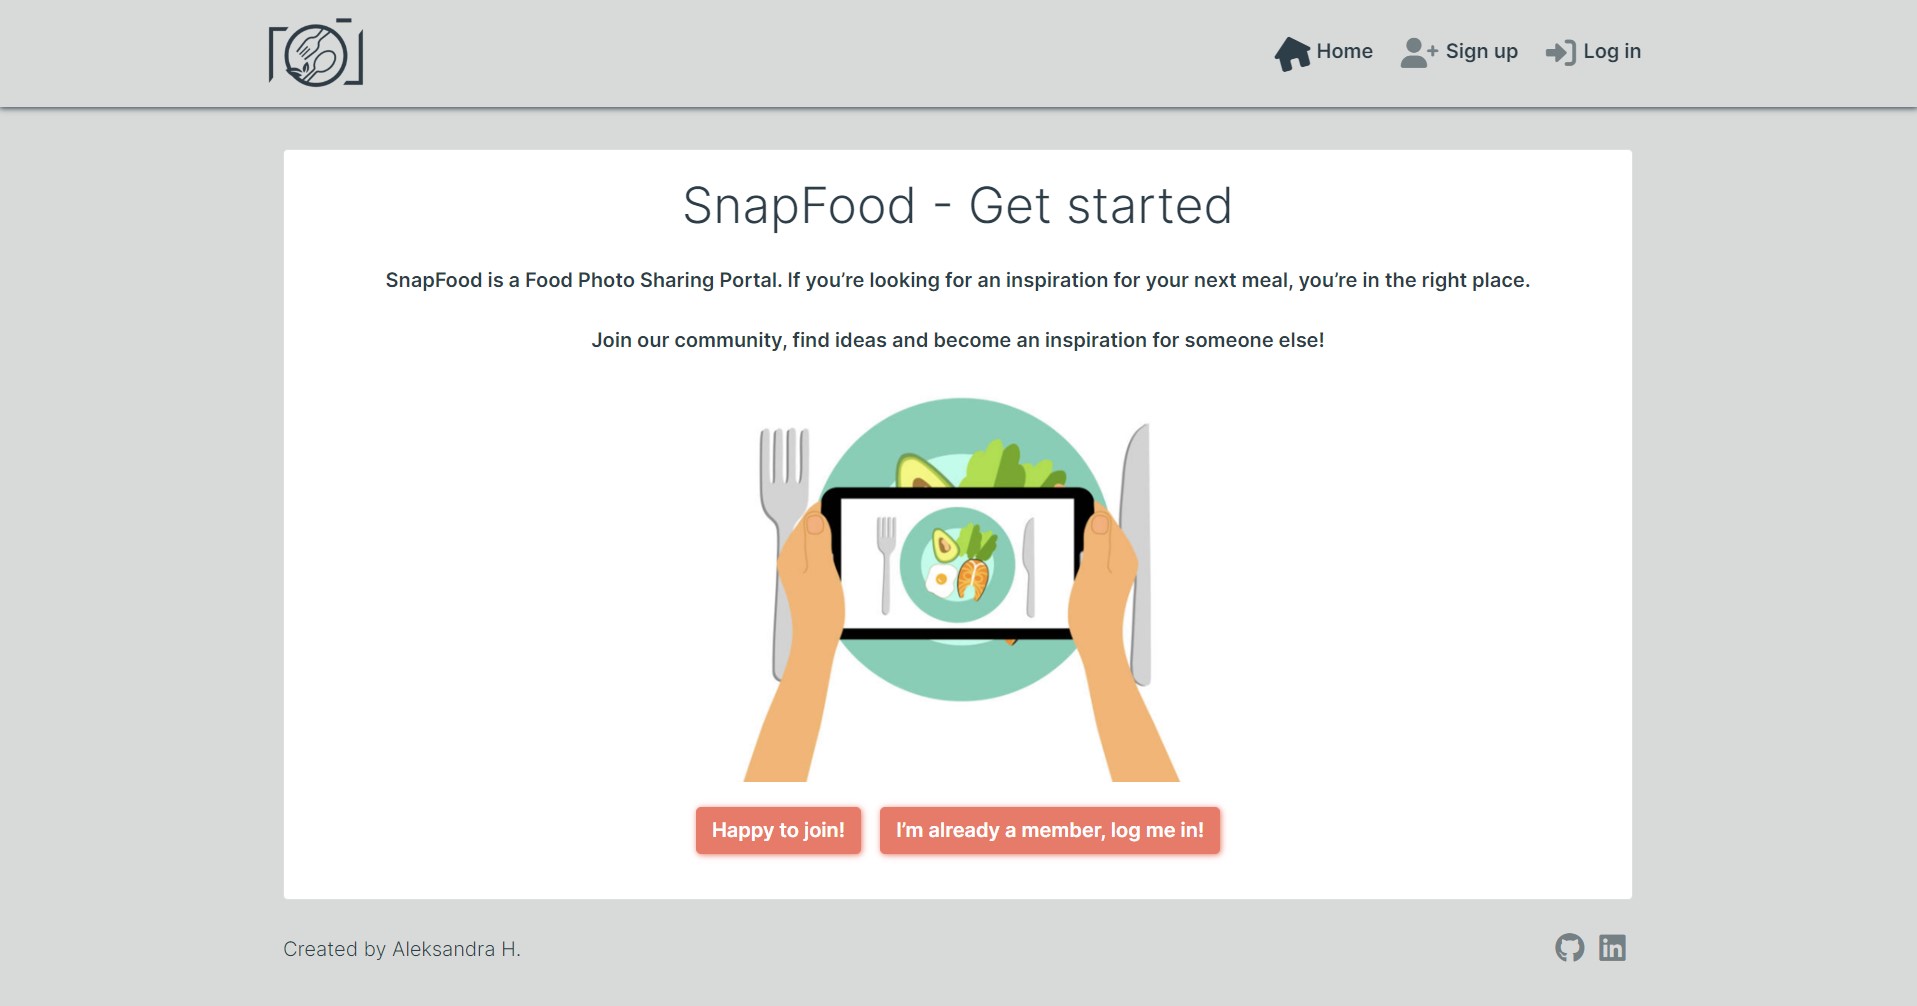 Home
Sign up
Log in
SnapFood - Get started
SnapFood is a Food Photo Sharing Portal. If you’re looking for an inspiration for your next meal, you’re in the right place.
Join our community, find ideas and become an inspiration for someone else!
Happy to join!
I’m already a member, log me in!
Created by Aleksandra H.
in